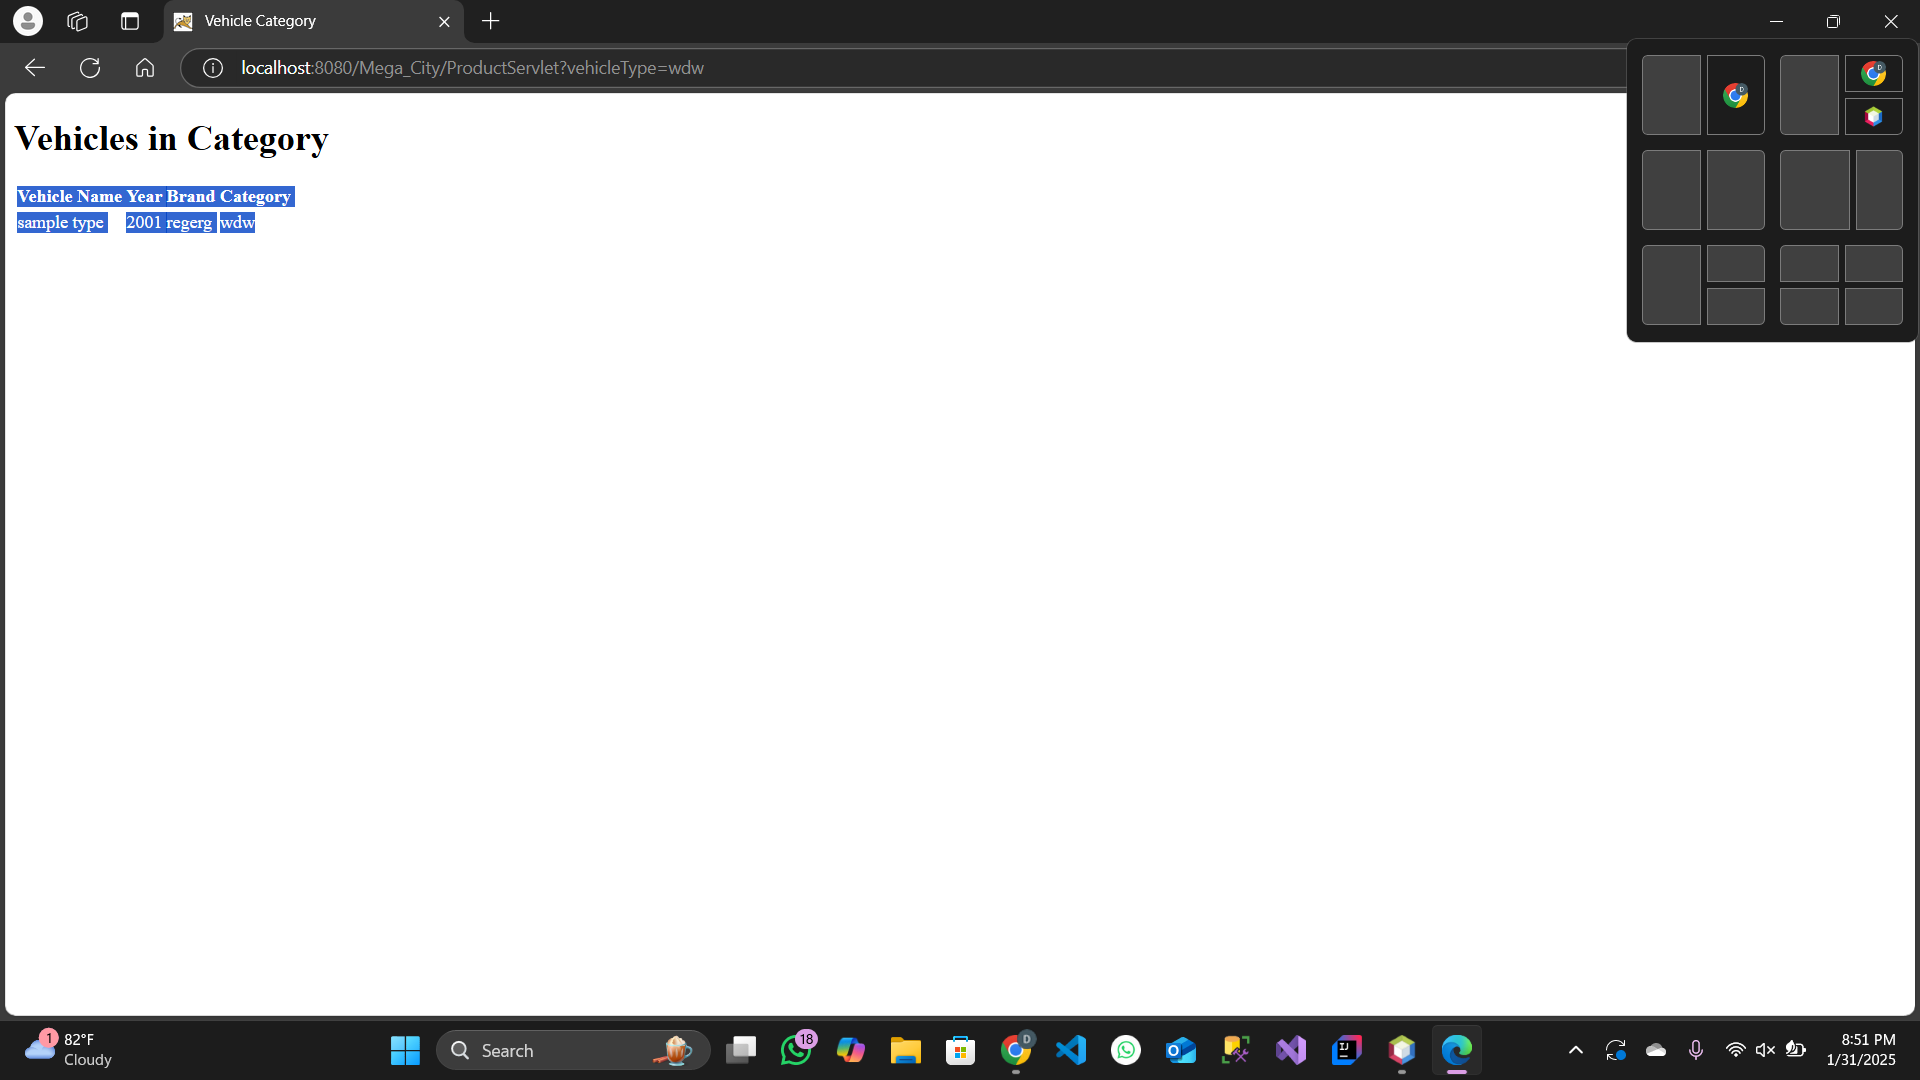 Vehicle Category
localhost:8080/Mega_City/ProductServlet?vehicleType=wdw
D
D
Vehicles in Category
Vehicle Name Year Brand Category
sample type 2001 regerg wdw
1
82°F
Cloudy
Search
18
D
IJ
8:51 PM
1/31/2025